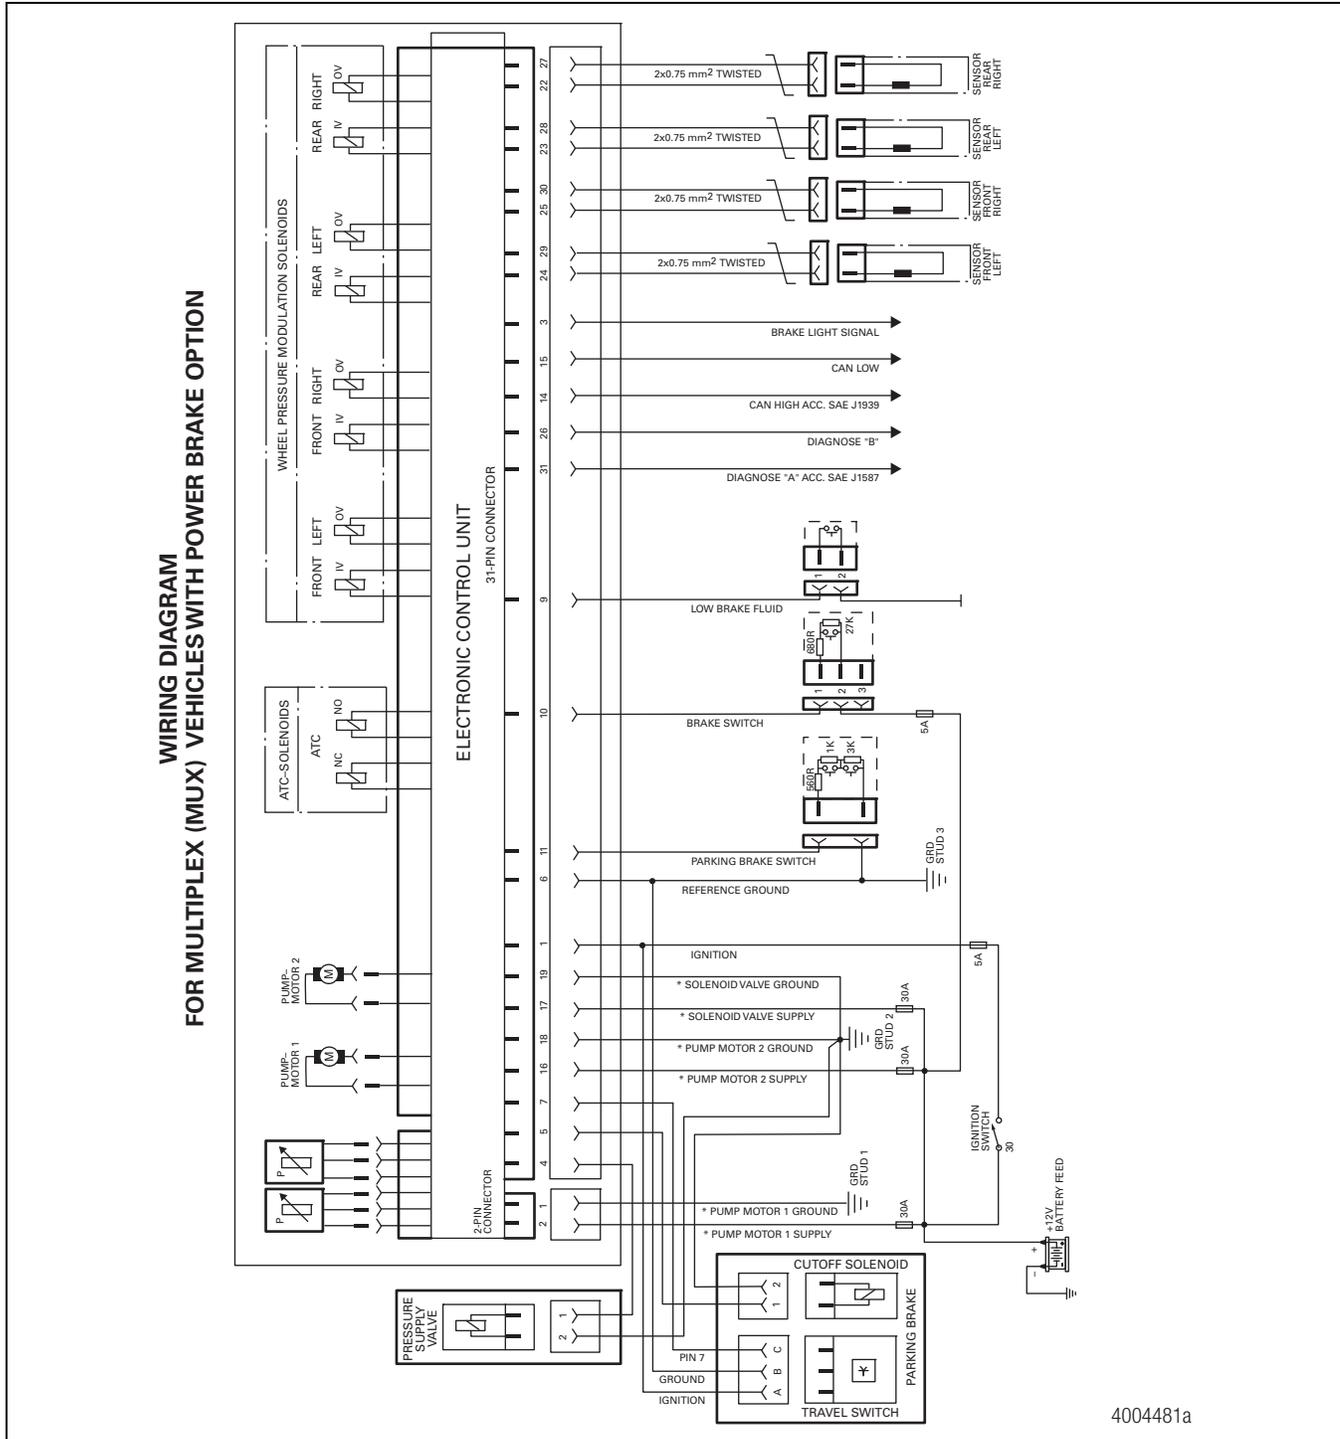 WIRING DIAGRAM
FOR MULTIPLEX (MUX) VEHICLES WITH POWER BRAKE OPTION
WHEEL PRESSURE MODULATION SOLENOIDS
REAR RIGHT
IV
OV
REAR LEFT
IV
OV
FRONT RIGHT
IV
OV
FRONT LEFT
IV
OV
ATC–SOLENOIDS
ATC
NC
NO
PUMP–
MOTOR 2
M
PUMP–
MOTOR 1
M
P
P
ELECTRONIC CONTROL UNIT
31-PIN CONNECTOR
2-PIN
CONNECTOR
27
22
28
23
30
25
29
24
3
15
14
26
31
9
10
11
6
1
19
17
18
16
7
5
4
1
2
2x0.75 mm2 TWISTED
SENSOR
REAR
RIGHT
2x0.75 mm2 TWISTED
SENSOR
REAR
LEFT
2x0.75 mm2 TWISTED
SENSOR
FRONT
RIGHT
2x0.75 mm2 TWISTED
SENSOR
FRONT
LEFT
BRAKE LIGHT SIGNAL
CAN LOW
CAN HIGH ACC. SAE J1939
DIAGNOSE "B"
DIAGNOSE "A" ACC. SAE J1587
1
2
LOW BRAKE FLUID
680R
27K
1
2
3
BRAKE SWITCH
5A
560R
1K
3K
PARKING BRAKE SWITCH
REFERENCE GROUND
GRD
STUD 3
IGNITION
5A
* SOLENOID VALVE GROUND
* SOLENOID VALVE SUPPLY
30A
* PUMP MOTOR 2 GROUND
GRD
STUD 2
* PUMP MOTOR 2 SUPPLY
30A
IGNITION
SWITCH
30
* PUMP MOTOR 1 GROUND
GRD
STUD 1
* PUMP MOTOR 1 SUPPLY
30A
+12V
BATTERY FEED
+
–
PRESSURE
SUPPLY
VALVE
1
2
CUTOFF SOLENOID
2
1
PARKING BRAKE
PIN 7
C
GROUND
B
IGNITION
A
TRAVEL SWITCH
4004481a